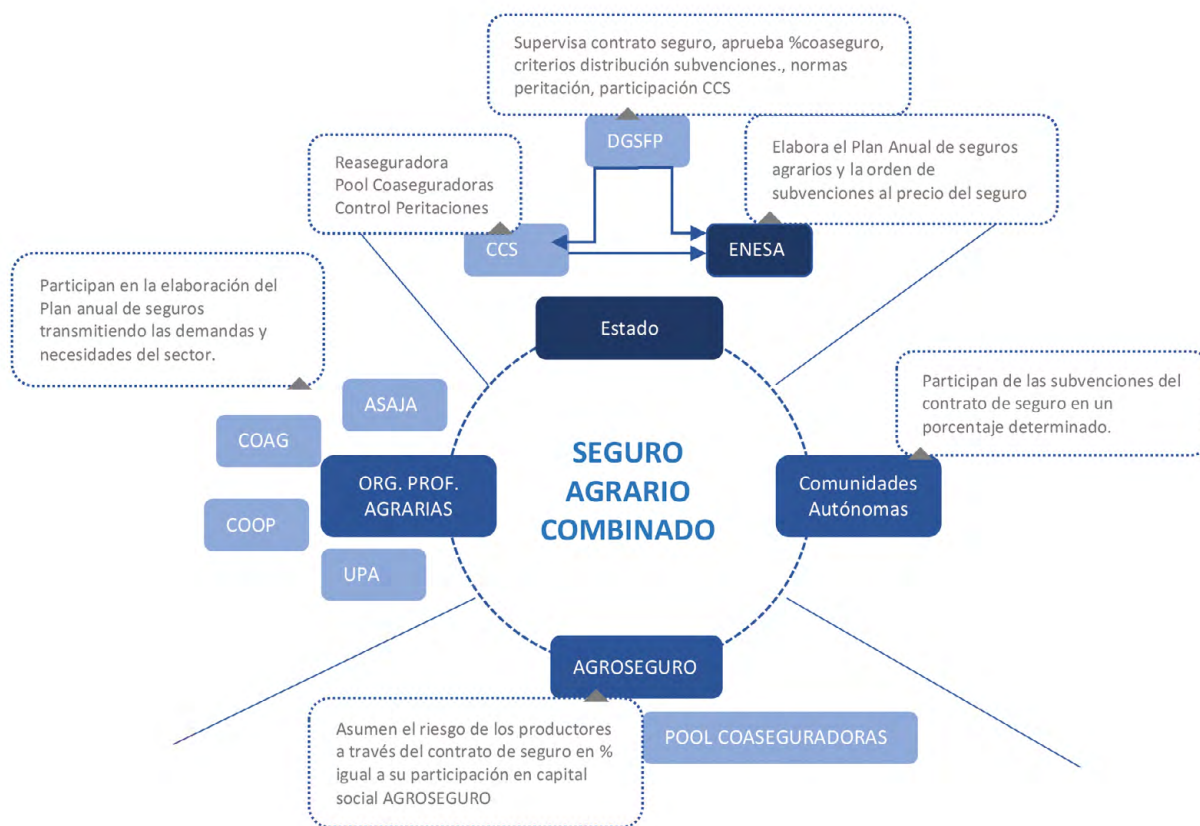 Supervisa contrato seguro, aprueba %coaseguro,
criterios distribución subvenciones., normas
peritación, participación CCS
DGSFP
Reaseguradora
Pool Coaseguradoras
Control Peritaciones
Elabora el Plan Anual de seguros
agrarios y la orden de
subvenciones al precio del seguro
CCS
ENESA
Participan en la elaboración del
Plan anual de seguros
transmitiendo las demandas y
necesidades del sector.
Estado
Participan de las subvenciones del
contrato de seguro en un
porcentaje determinado.
ASAJA
COAG
ORG. PROF.
AGRARIAS
COOP
UPA
SEGURO
AGRARIO
COMBINADO
Comunidades
Autónomas
AGROSEGURO
Asumen el riesgo de los productores
a través del contrato de seguro en %
igual a su participación en capital
social AGROSEGURO
POOL COASEGURADORAS